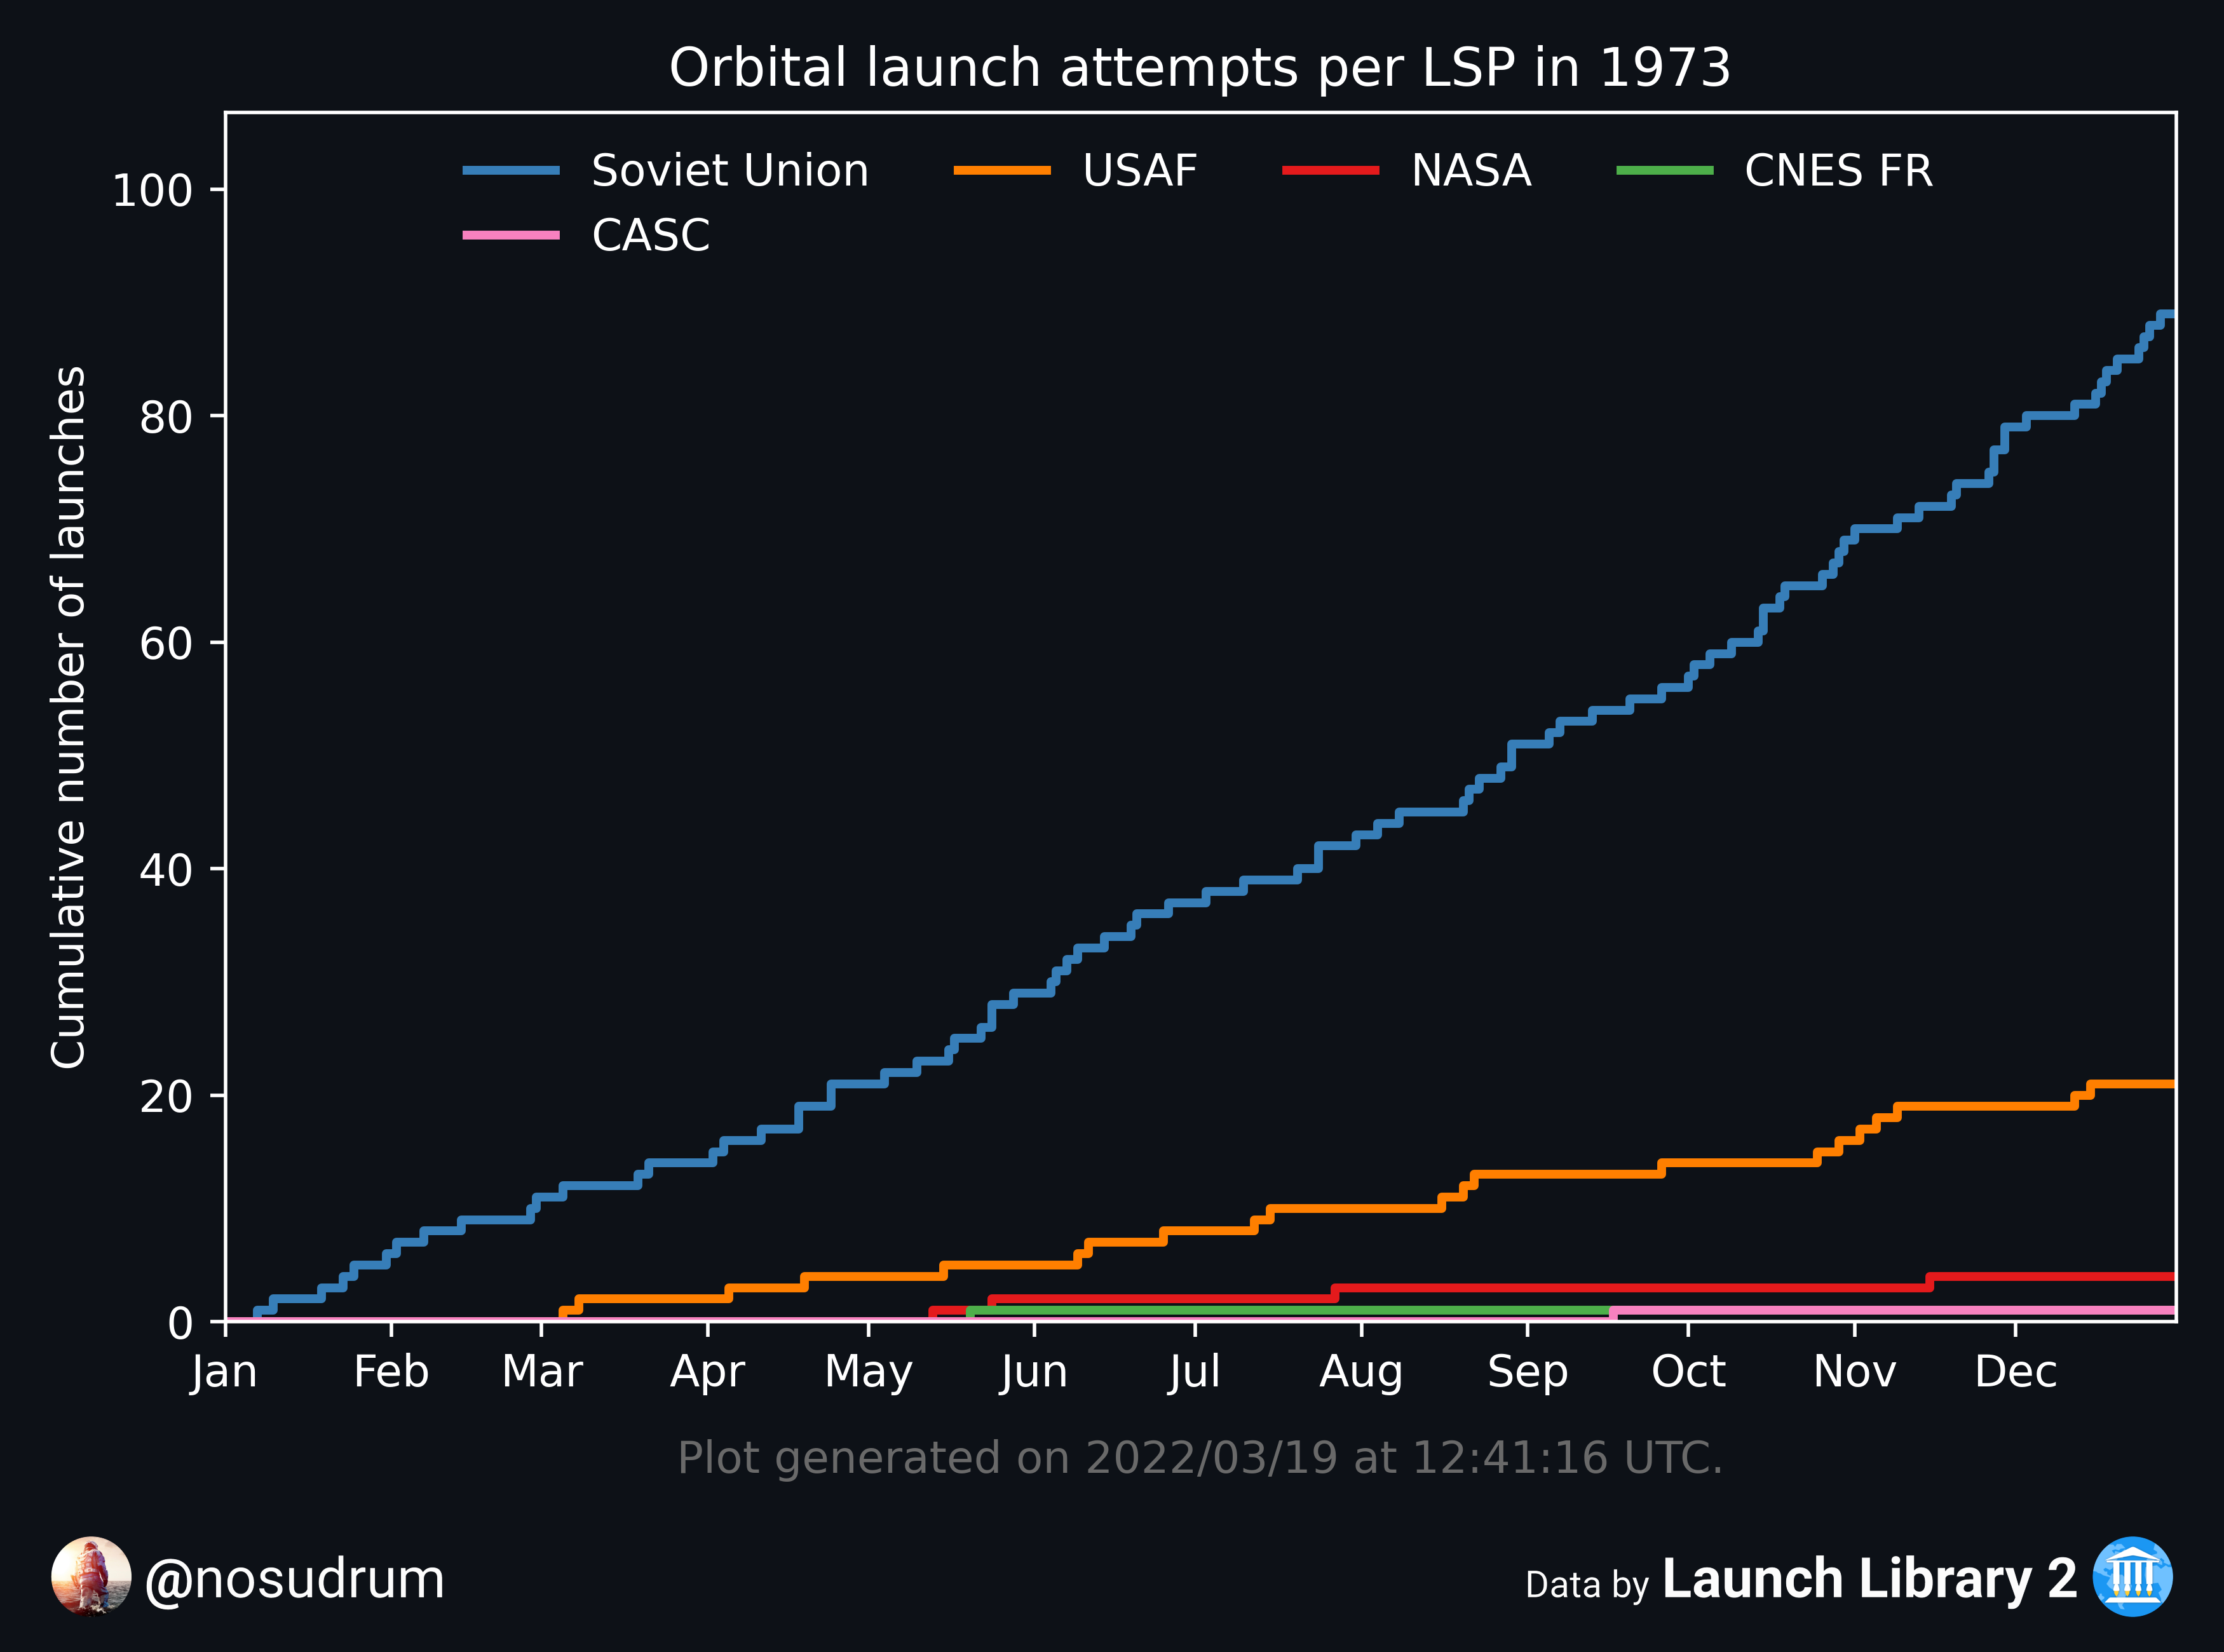 Orbital launch attempts per LSP in 1973
Soviet Union USAF NASA CNES FR
CASC
Cumulative number of launches
100
80
60
40
20
0
Jan Feb Mar Apr May Jun Jul Aug Sep Oct Nov Dec
Plot generated on 2022/03/19 at 12:41:16 UTC.
@nosudrum
Data by Launch Library 2